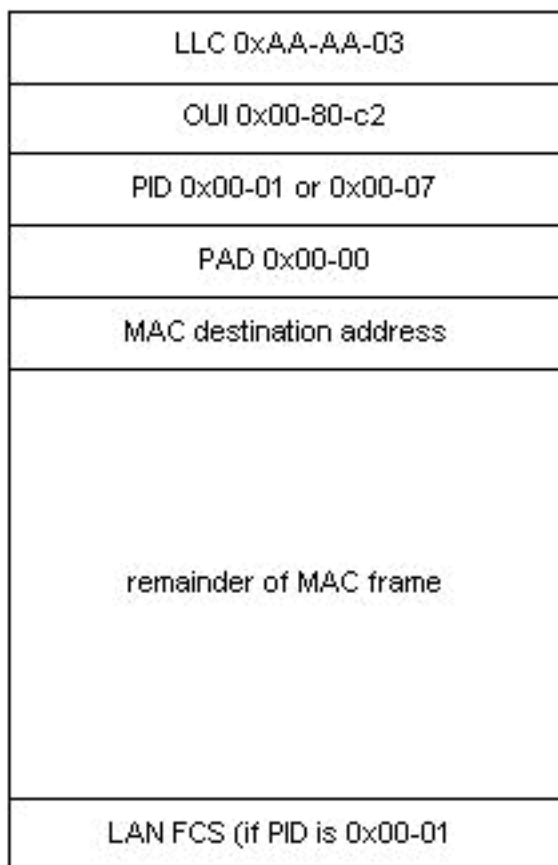 LLC 0xAA-AA-03
OUI 0x00-80-c2
PID 0x00-01 or 0x00-07
PAD 0x00-00
MAC destination address
remainder of MAC frame
LAN FCS (if PID is 0x00-01